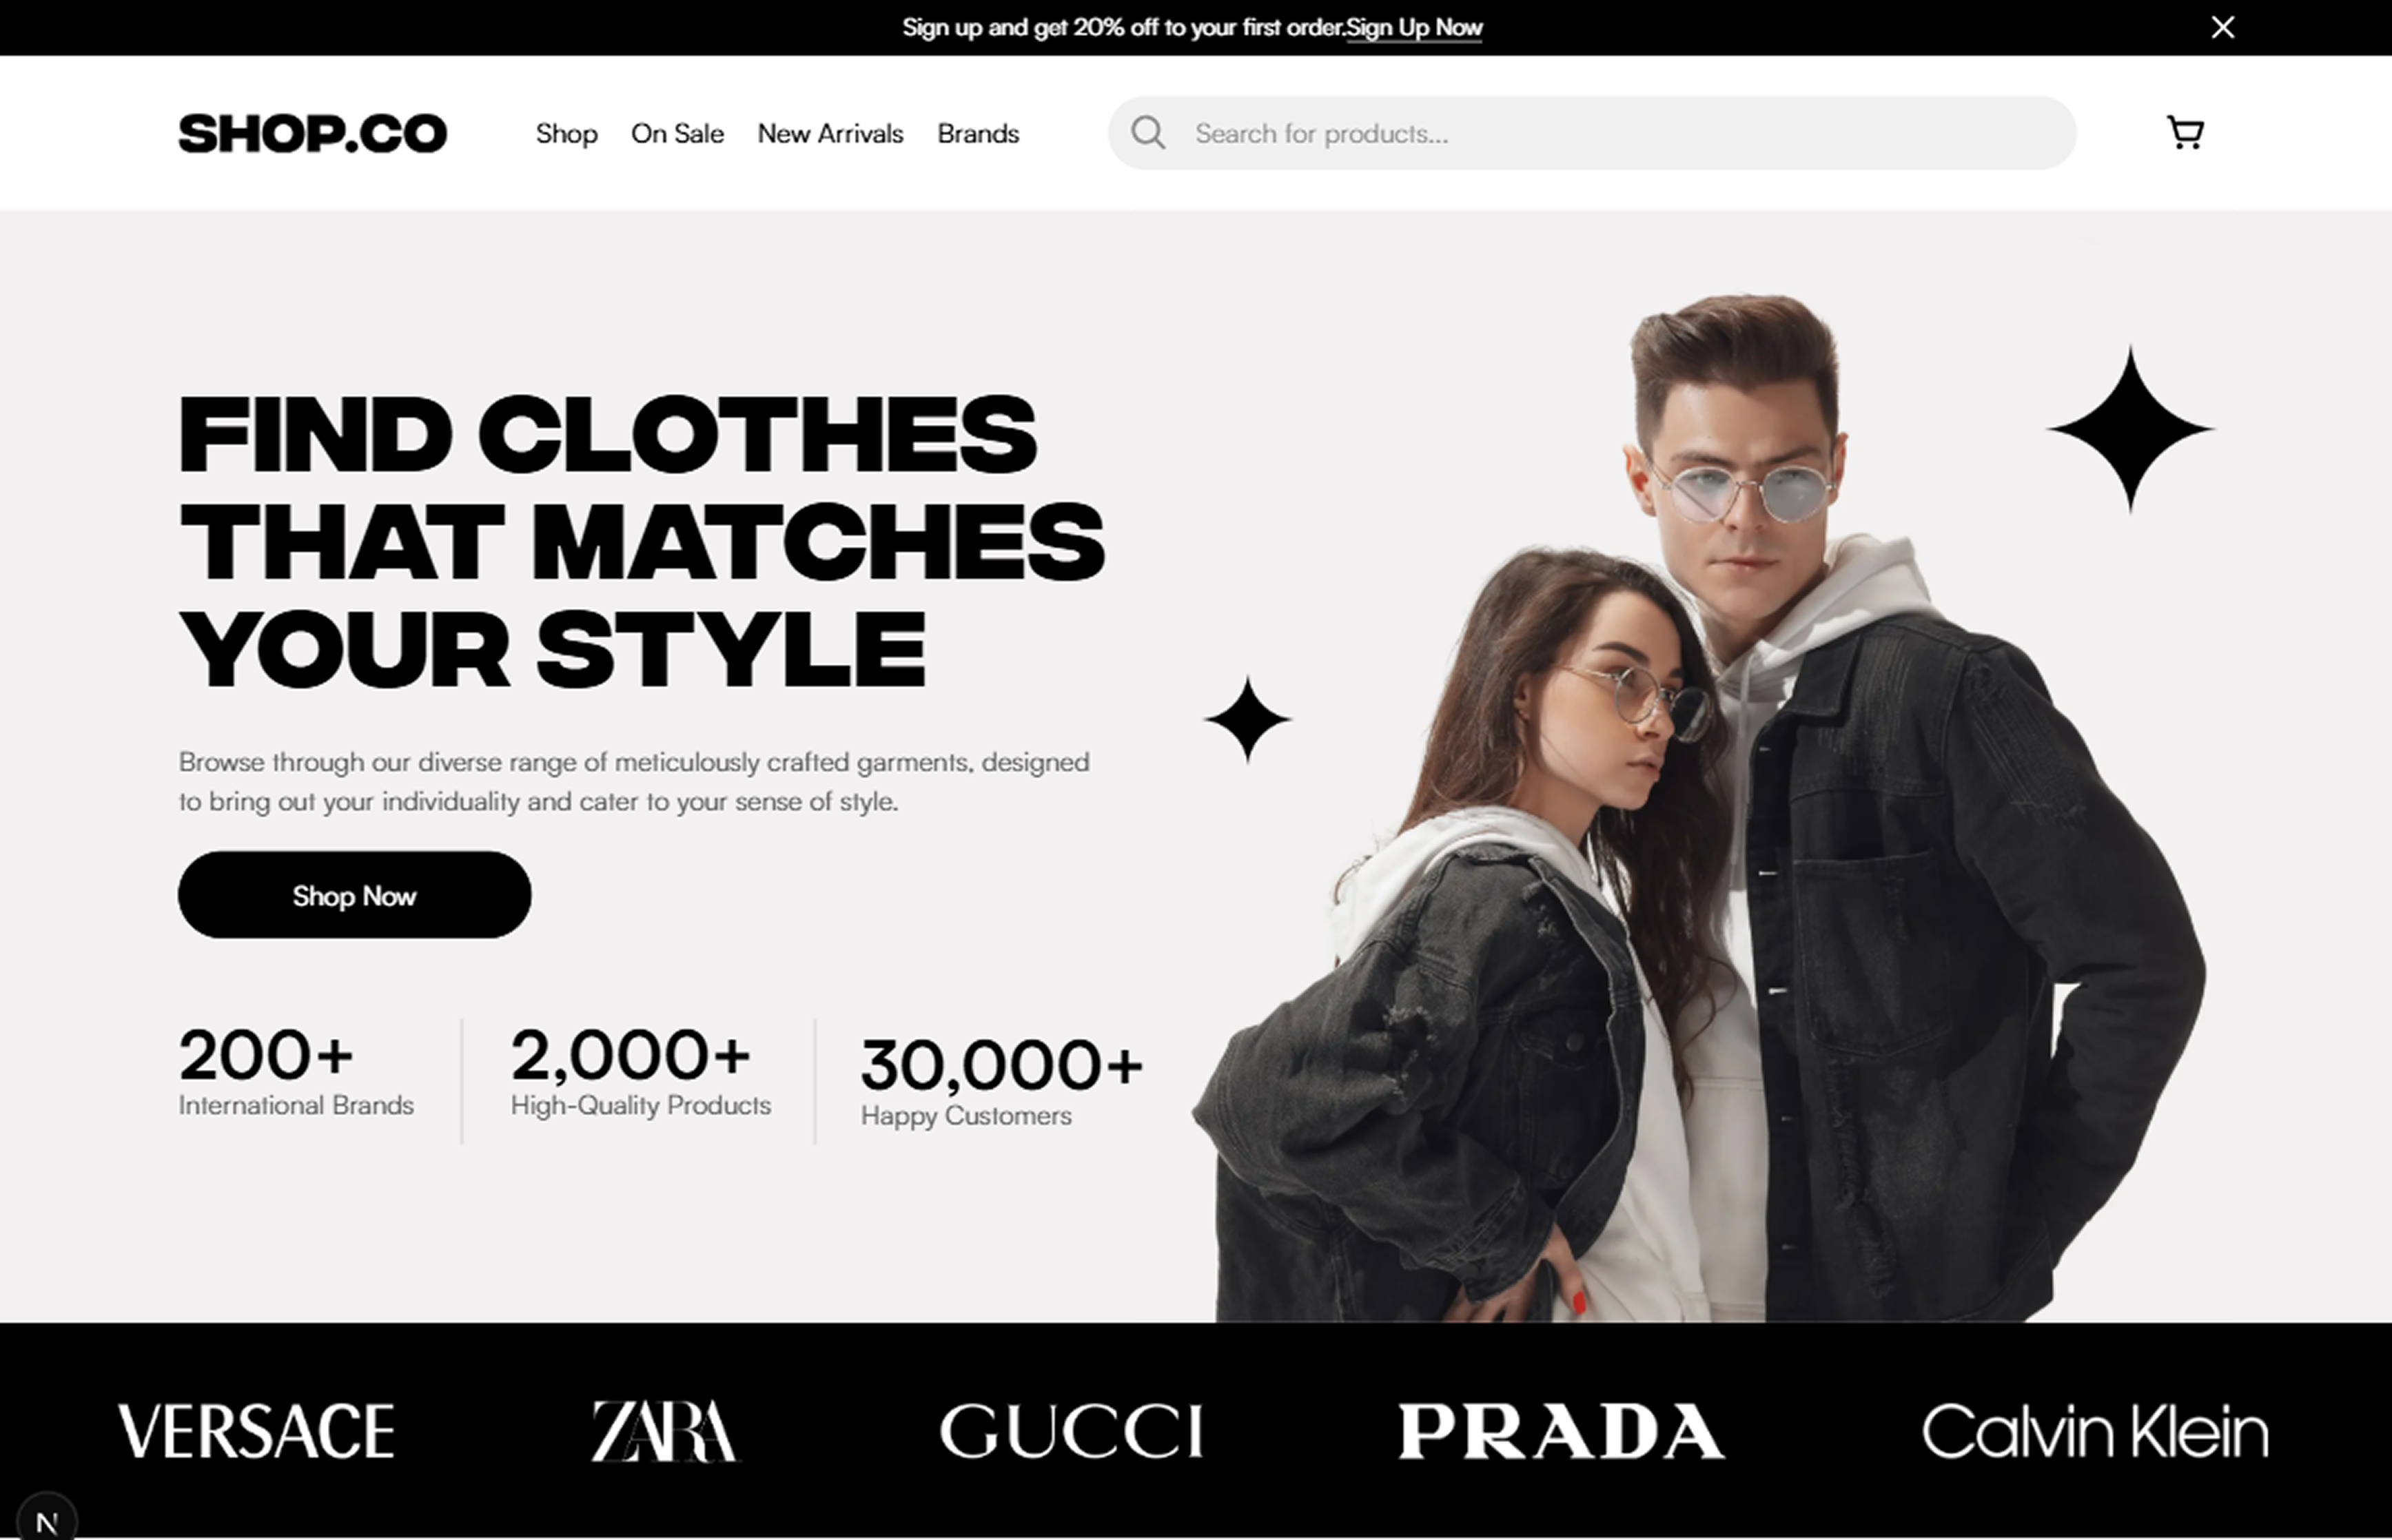 Sign up and get 20% off to your first order.Sign Up Now
SHOP.CO
Shop On Sale New Arrivals Brands
Search for products...
FIND CLOTHES
THAT MATCHES
YOUR STYLE
Browse through our diverse range of meticulously crafted garments, designed
to bring out your individuality and cater to your sense of style.
Shop Now
200+
International Brands
2,000+
High-Quality Products
30,000+
Happy Customers
VERSACE ZARA GUCCI PRADA Calvin Klein
N